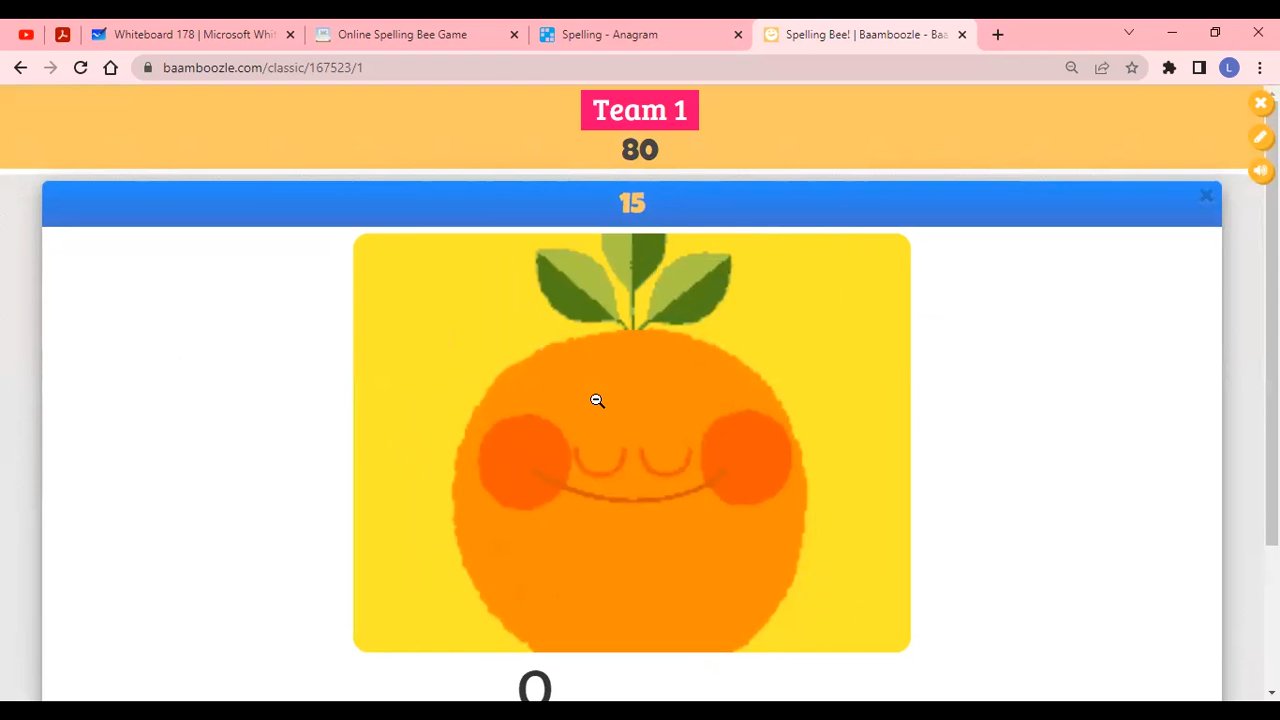 Whiteboard 178 | Microsoft Whi
Online Spelling Bee Game
Spelling - Anagram
Spelling Bee! | Baamboozle - Baa
baamboozle.com/classic/167523/1
L
Team 1
80
15
O